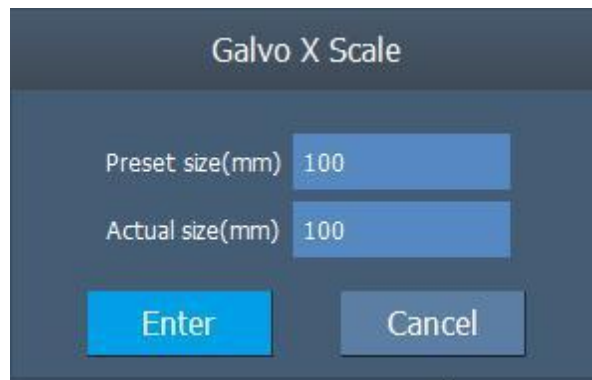 Galvo X Scale
Preset size(mm) 100
Actual size(mm) 100
Enter Cancel